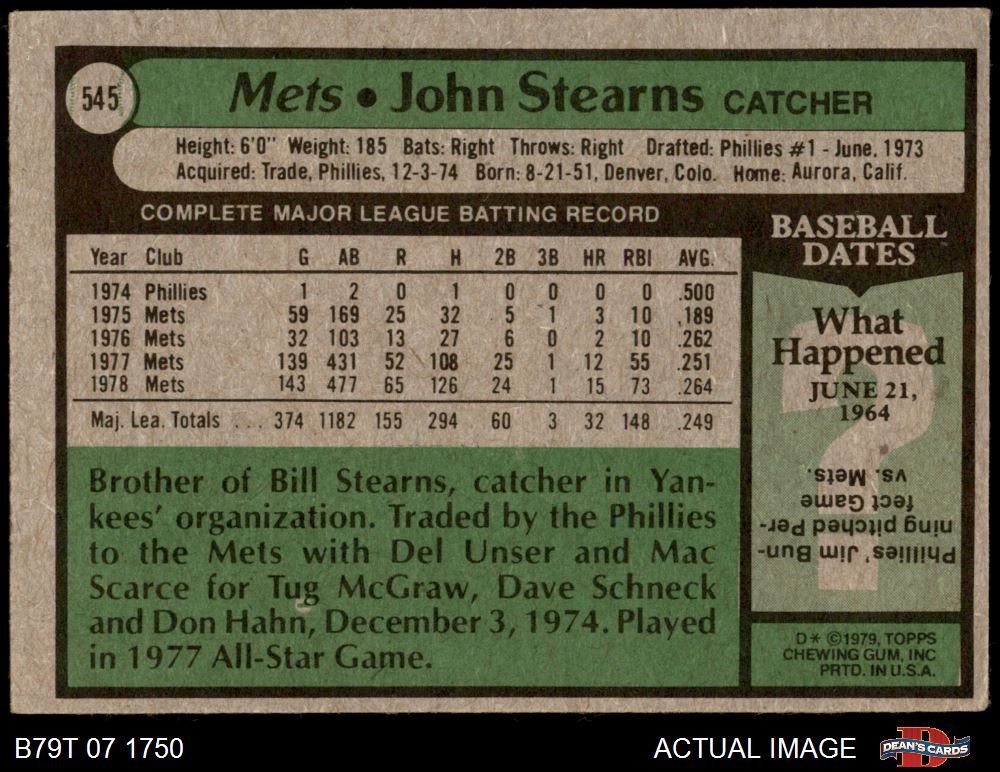 545
Mets • John Stearns CATCHER
Height: 6'0" Weight: 185 Bats: Right Throws: Right Drafted: Phillies #1 - June, 1973
Acquired: Trade, Phillies, 12-3-74 Born: 8-21-51, Denver, Colo. Home: Aurora, Calif.
COMPLETE MAJOR LEAGUE BATTING RECORD
Year Club G AB R H 2B 3B HR RBI AVG.
1974 Phillies 1 2 0 1 0 0 0 0 .500
1975 Mets 59 169 25 32 5 1 3 10 .189
1976 Mets 32 103 13 27 6 0 2 10 .262
1977 Mets 139 431 52 108 25 1 12 55 .251
1978 Mets 143 477 65 126 24 1 15 73 .264
Maj. Lea. Totals ... 374 1182 155 294 60 3 32 148 .249
Brother of Bill Stearns, catcher in Yan-
kees' organization. Traded by the Phillies
to the Mets with Del Unser and Mac
Scarce for Tug McGraw, Dave Schneck
and Don Hahn, December 3, 1974. Played
in 1977 All-Star Game.
BASEBALL
DATES
What
Happened
JUNE 21,
1964
Phillies' Jim Bun-
ning pitched Per-
fect Game
vs. Mets.
D* ©1979, TOPPS
CHEWING GUM, INC
PRTD. IN U.S.A.
B79T 07 1750
ACTUAL IMAGE
DEAN'S CARDS